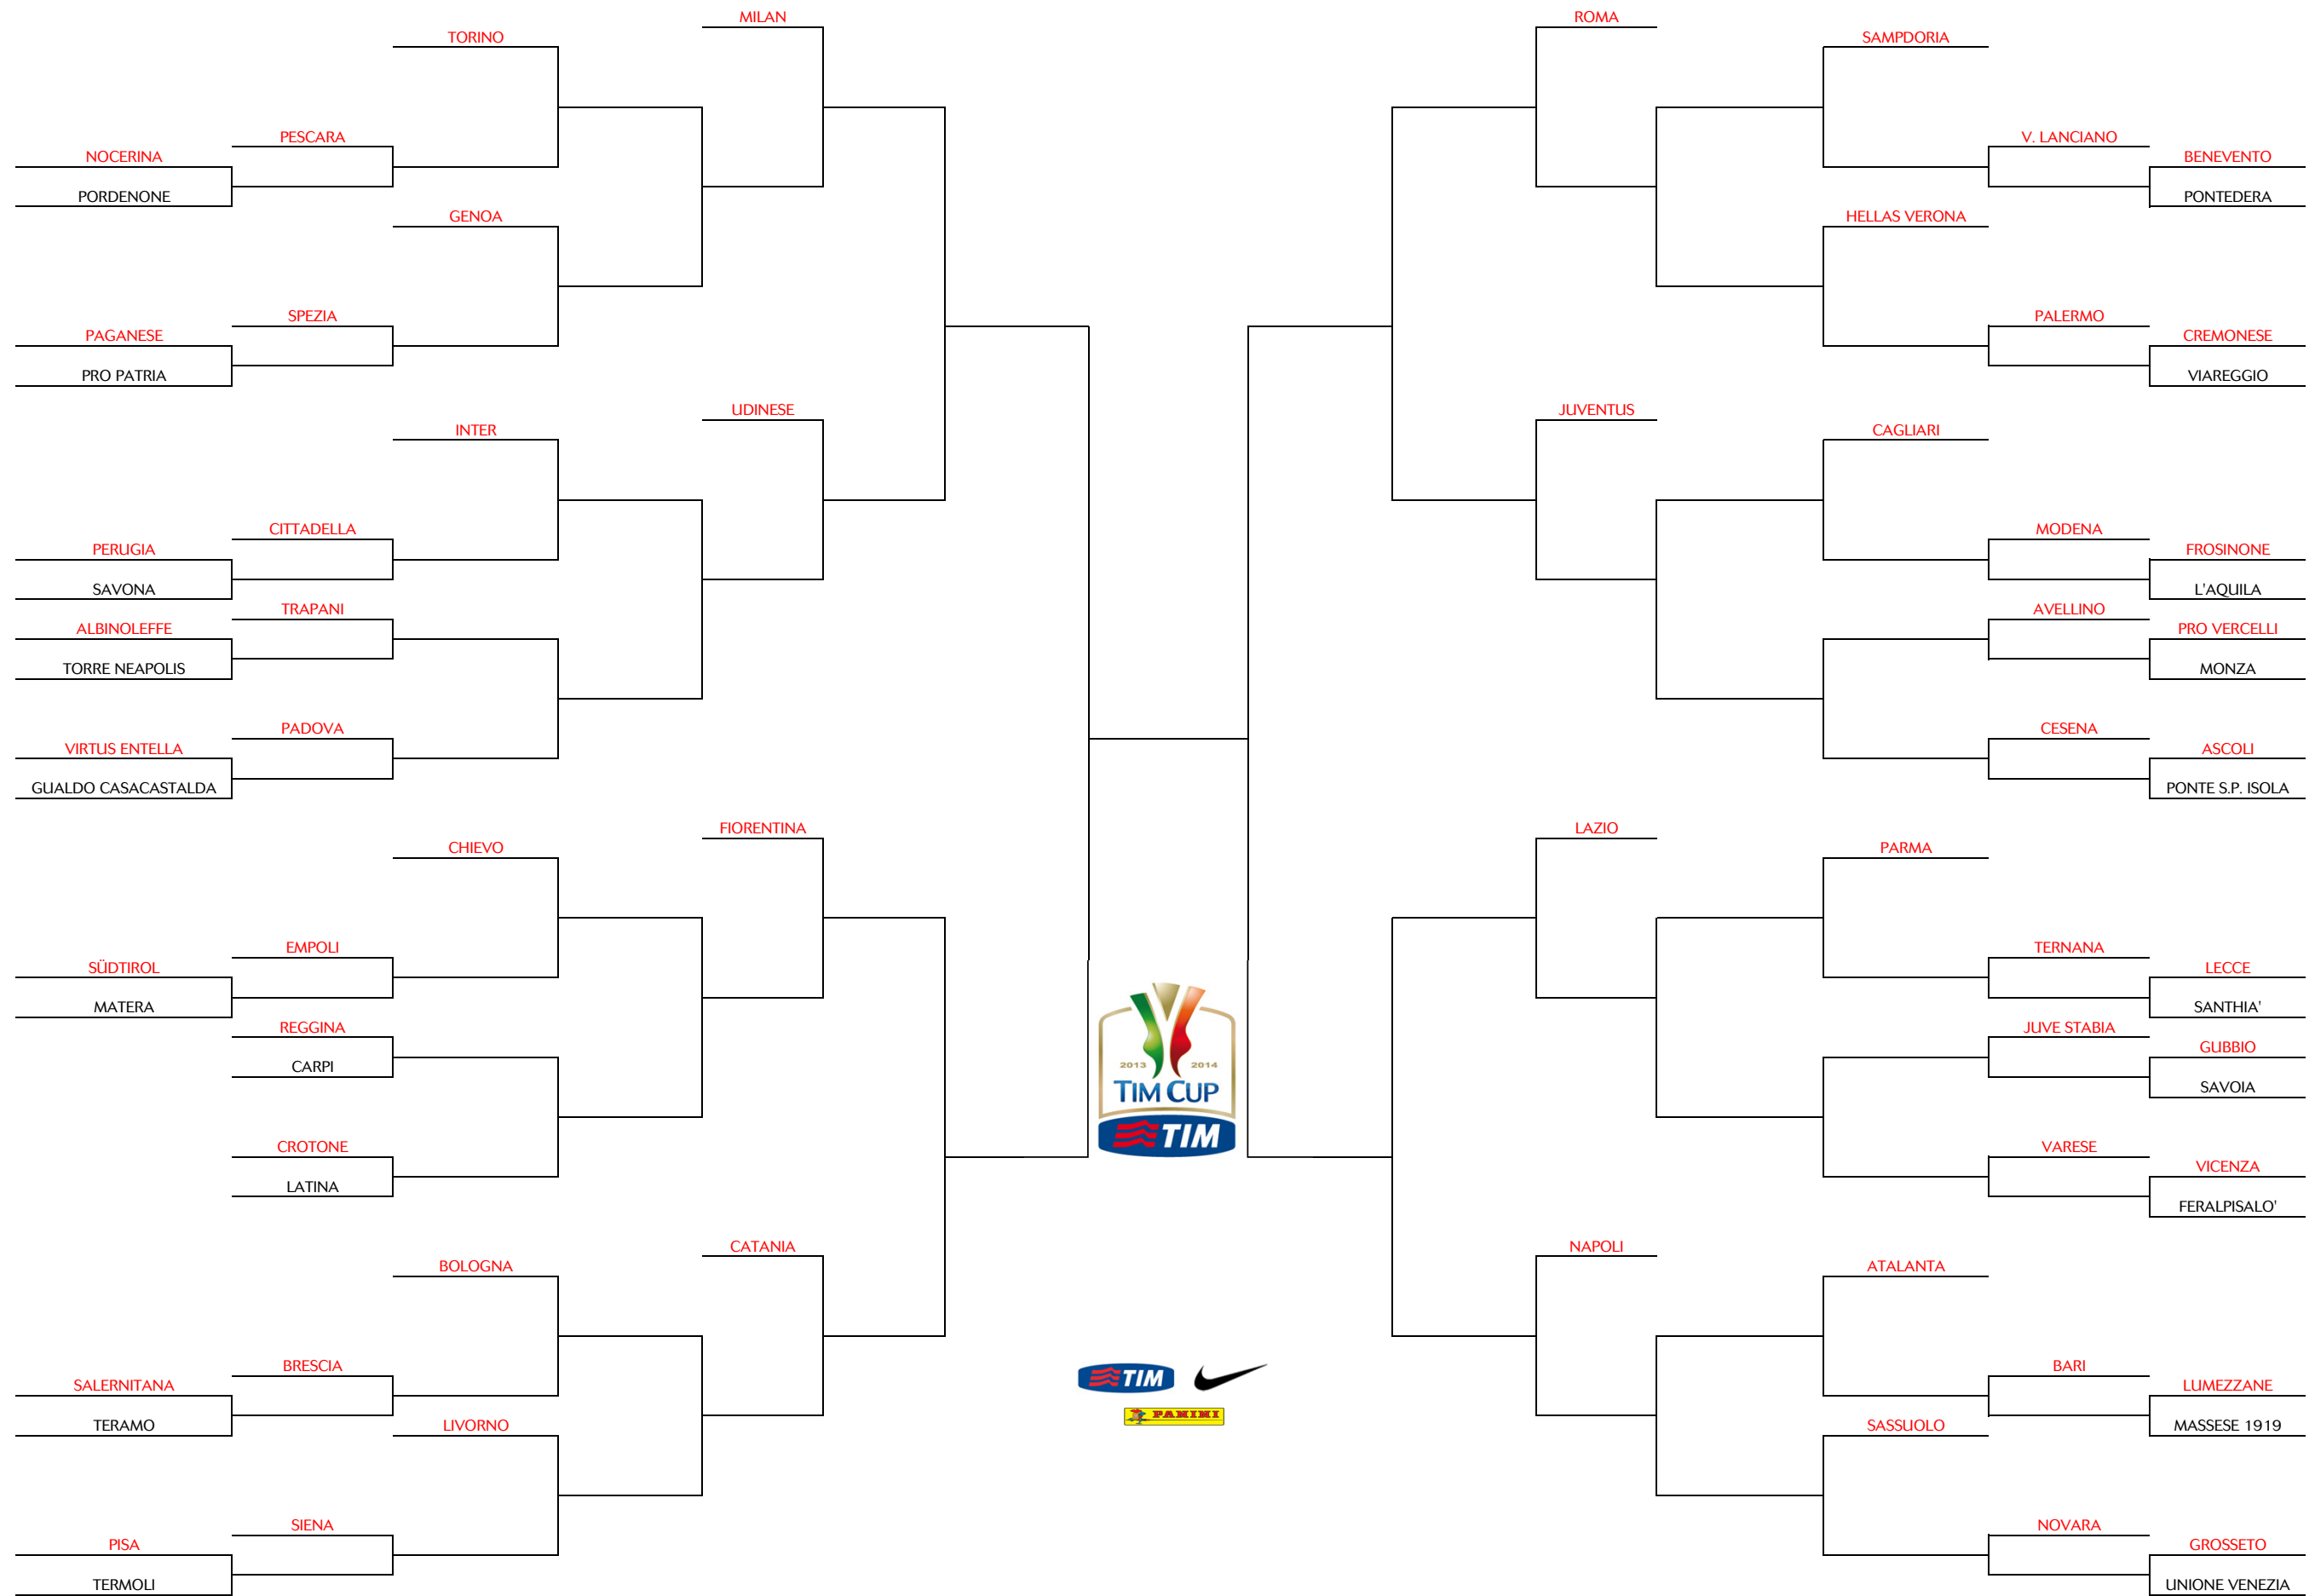 MILAN
ROMA
TORINO
SAMPDORIA
PESCARA
V. LANCIANO
NOCERINA
BENEVENTO
PORDENONE
PONTEDERA
GENOA
HELLAS VERONA
SPEZIA
PALERMO
PAGANESE
CREMONESE
PRO PATRIA
VIAREGGIO
UDINESE
JUVENTUS
INTER
CAGLIARI
CITTADELLA
MODENA
PERUGIA
FROSINONE
SAVONA
L'AQUILA
TRAPANI
AVELLINO
ALBINOLEFFE
PRO VERCELLI
TORRE NEAPOLIS
MONZA
PADOVA
CESENA
VIRTUS ENTELLA
ASCOLI
GUALDO CASACASTALDA
PONTE S.P. ISOLA
FIORENTINA
LAZIO
CHIEVO
PARMA
EMPOLI
TERNANA
SÜDTIROL
LECCE
MATERA
SANTHIA'
REGGINA
JUVE STABIA
GUBBIO
CARPI
2013 2014
SAVOIA
TIM CUP
TIM
CROTONE
VARESE
VICENZA
LATINA
FERALPISALO'
CATANIA
NAPOLI
BOLOGNA
ATALANTA
BRESCIA
BARI
TIM
SALERNITANA
LUMEZZANE
PANINI
TERAMO
LIVORNO
SASSUOLO
MASSESE 1919
SIENA
NOVARA
PISA
GROSSETO
TERMOLI
UNIONE VENEZIA